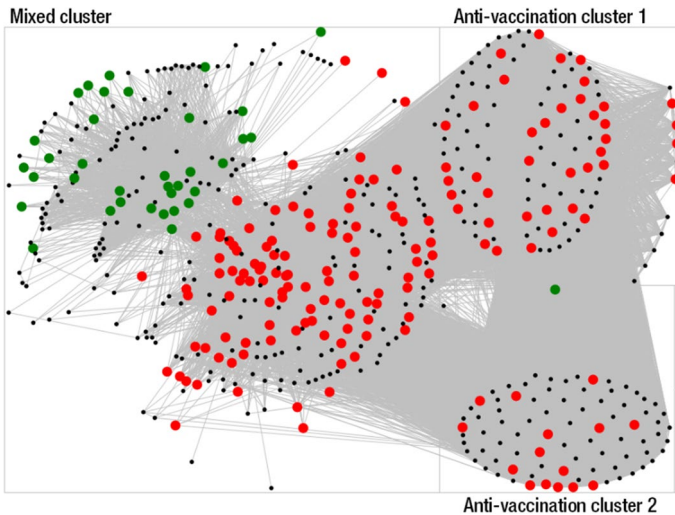 Mixed cluster
Anti-vaccination cluster 1
Anti-vaccination cluster 2